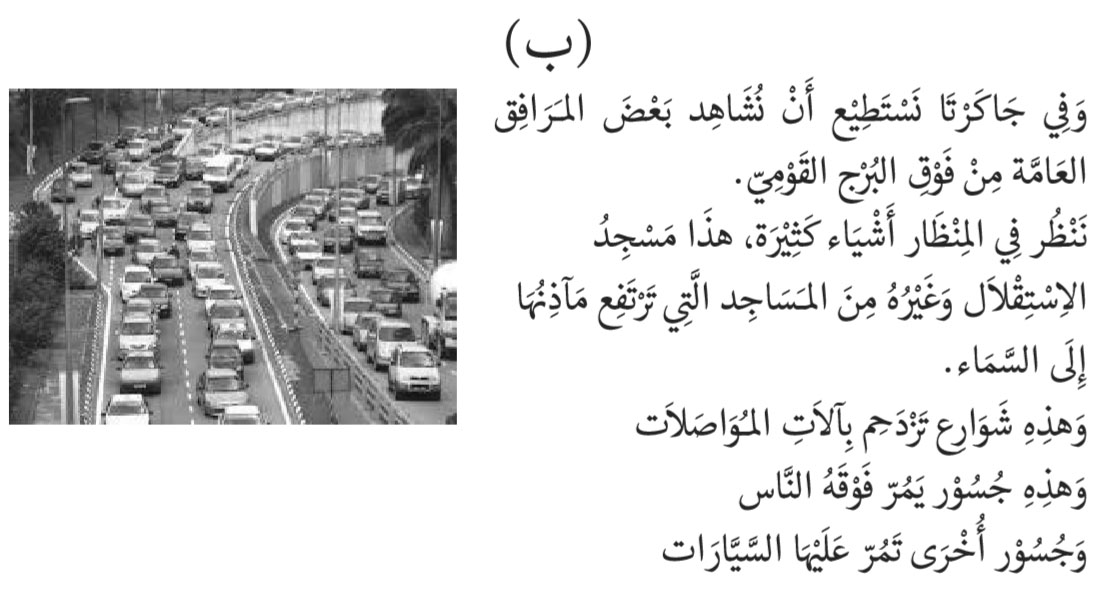 (ب)
وَفِي جَاكَرْتَا نَسْتَطِيْع أَنْ نُشَاهِد بَعْضَ المَرَافِق
العَامَّة مِنْ فَوْقِ البُرْج القَوْمِيّ.
نَنْظُر فِي المِنْظَار أَشْيَاء كَثِيْرَة، هذَا مَسْجِدُ
الاِسْتِقْلَال وَغَيْرُهُ مِنَ المَسَاجِد الَّتِي تَرْتَفِع مَآذِنُهَا
إِلَى السَّمَاء.
وَهذِهِ شَوَارِع تَزْدَحِم بِآلَاتِ المُوَاصَلَات
وَهذِهِ جُسُوْر يَمُرّ فَوْقَهُ النَّاس
وَجُسُوْر أُخْرَى تَمُرّ عَلَيْهَا السَّيَّارَات